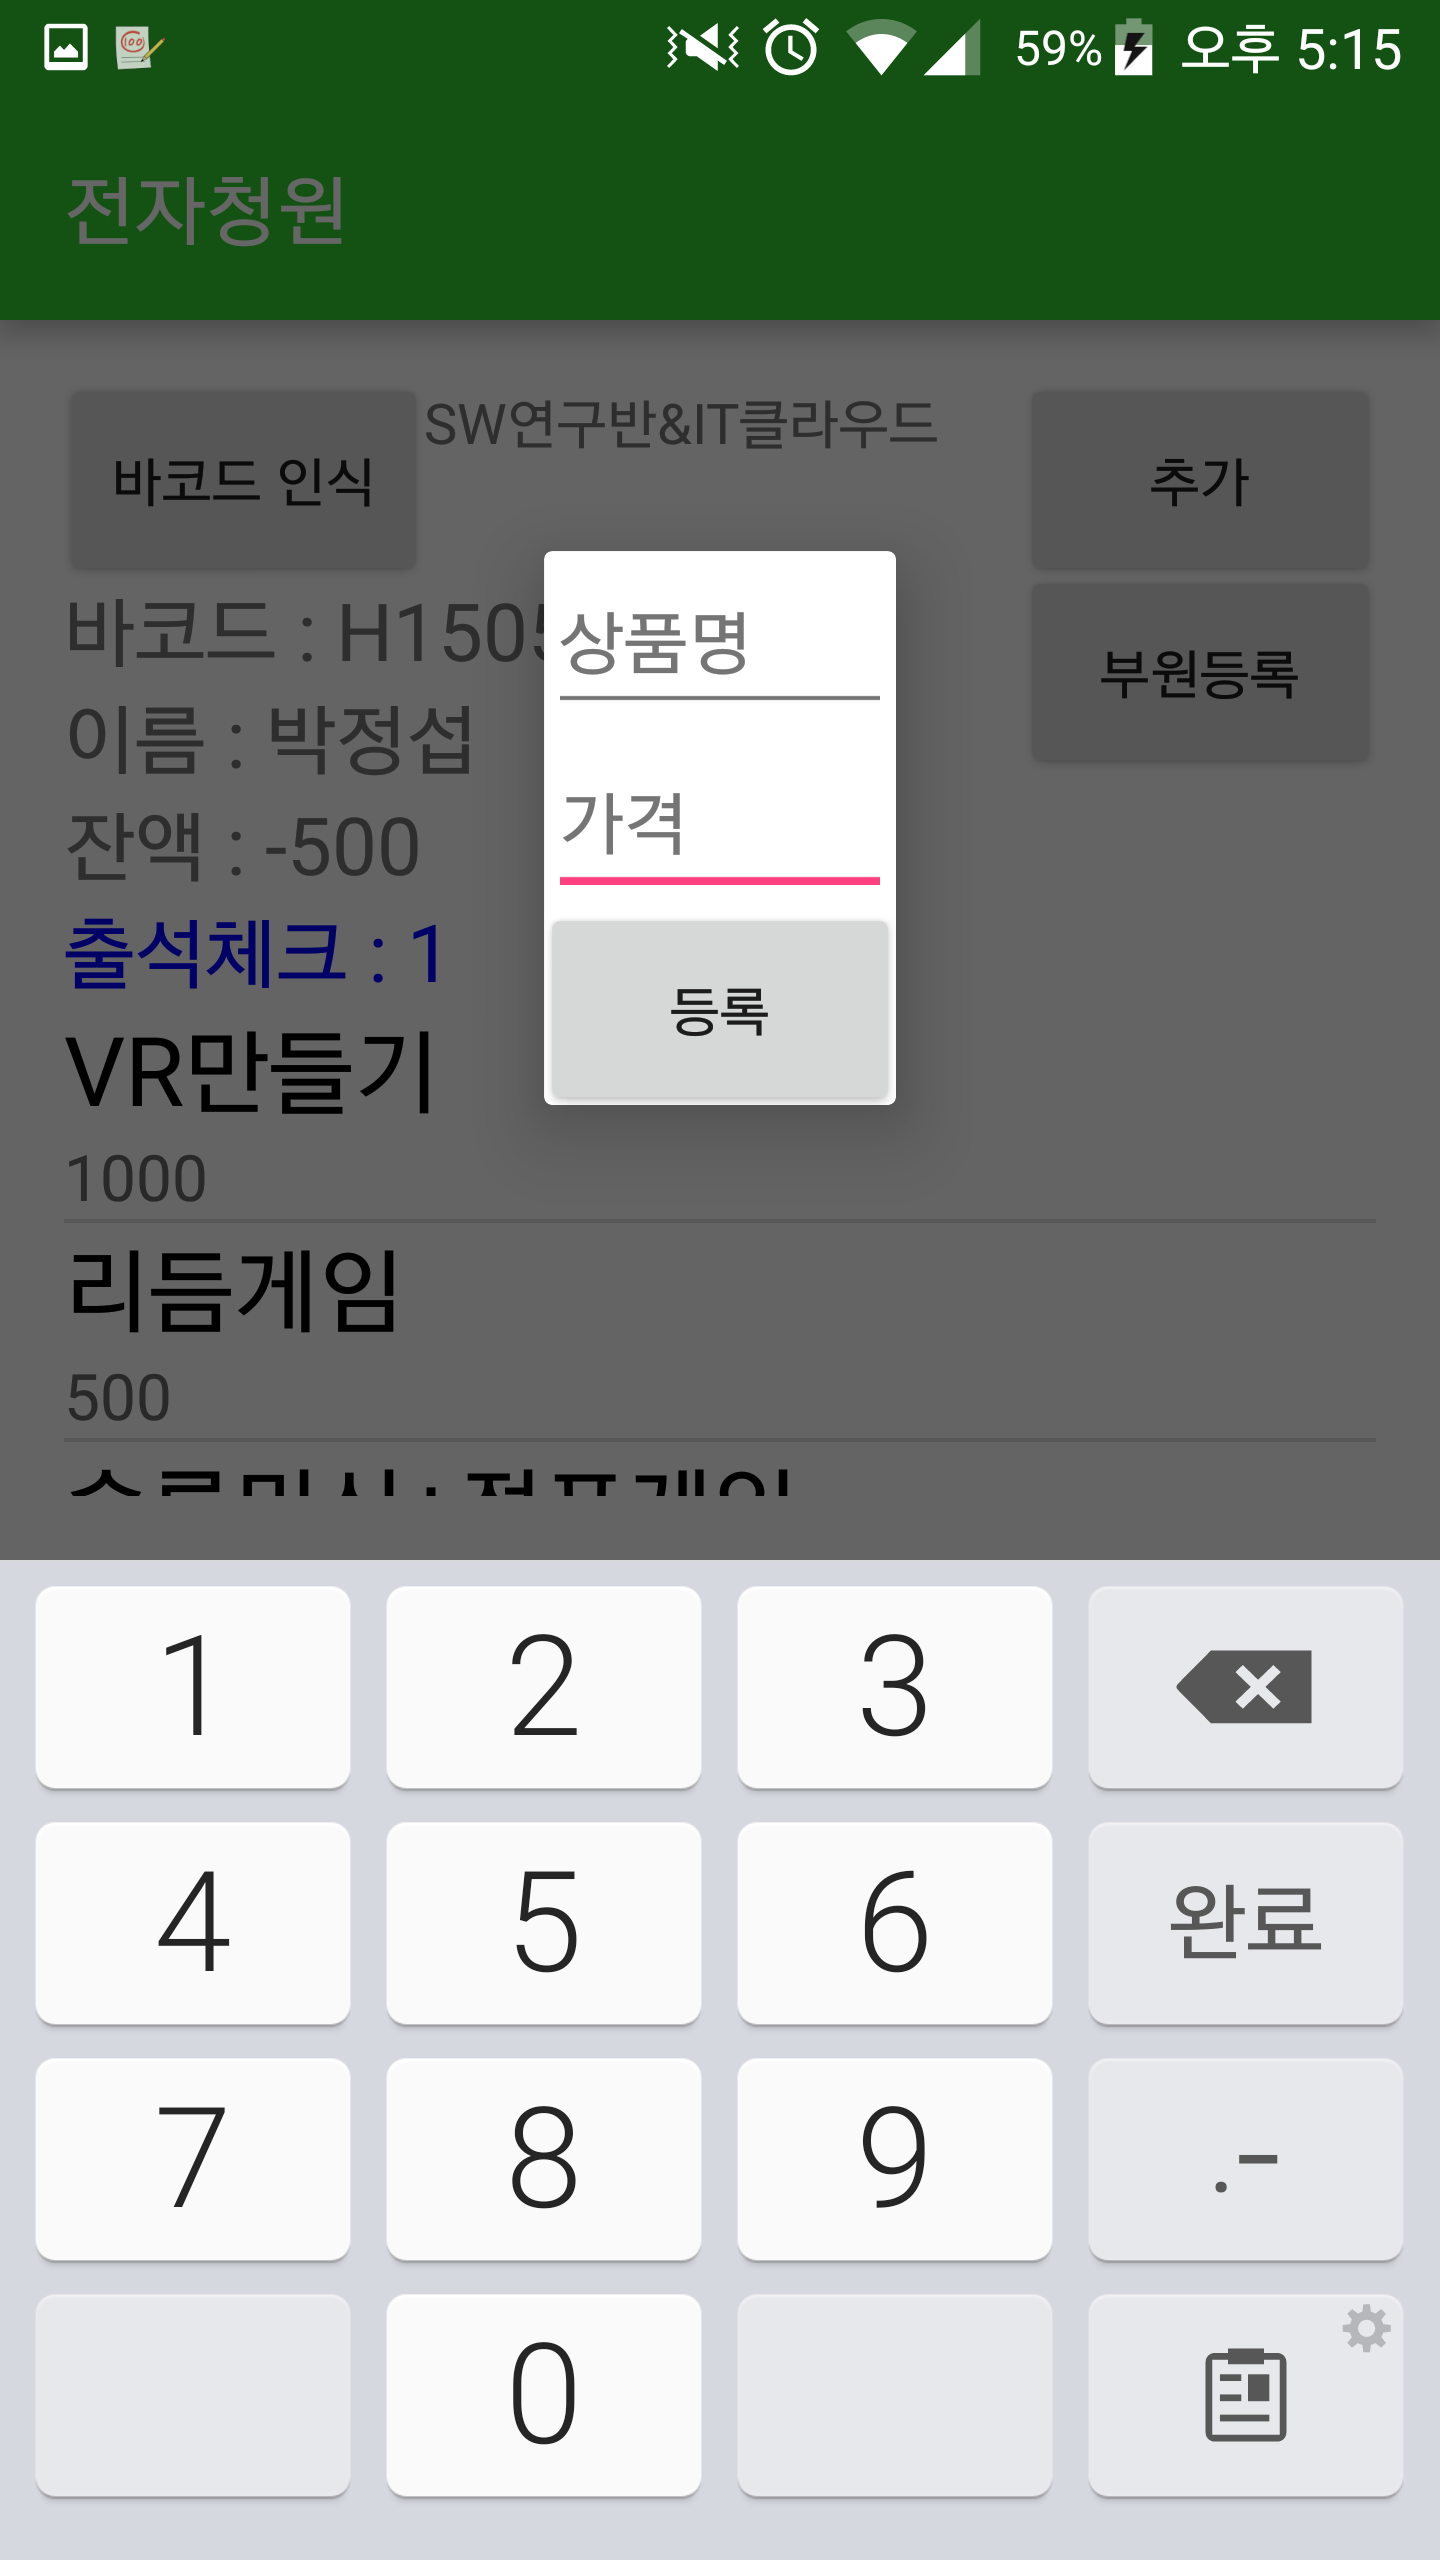 59% 오후 5:15
전자청원
바코드 인식
SW연구반&IT클라우드
추가
바코드 : H1505
부원등록
이름 : 박정섭
잔액 : -500
출석체크 : 1
상품명
가격
등록
VR만들기
1000
리듬게임
500
1 2 3
4 5 6 완료
7 8 9 .-
0